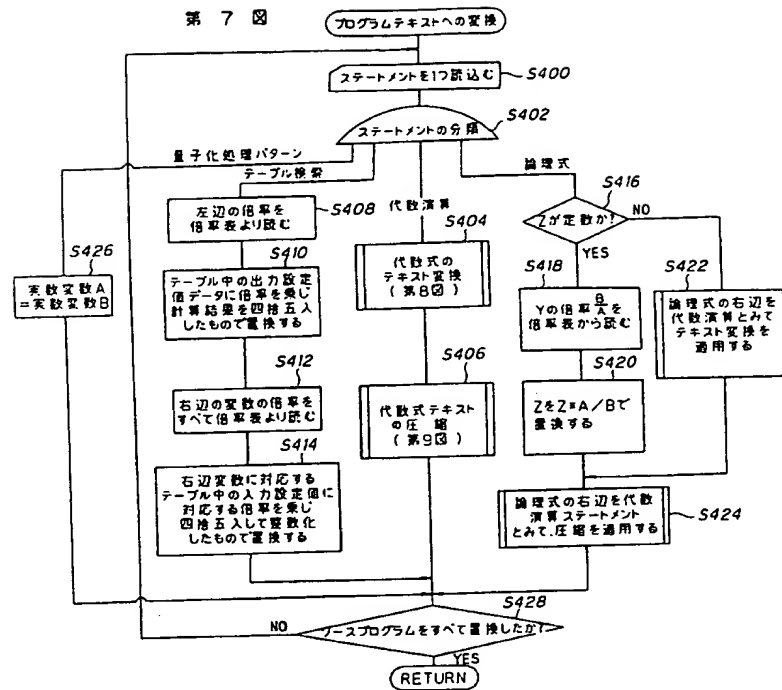 第7図
プログラムテキストへの変換
ステートメントを1つ読込む
S400
ステートメントの分類
S402
量子化処理パターン
テーブル検索
代数演算
論理式
S408
左辺の倍率を
倍率表より読む
S410
テーブル中の出力設定
値データに倍率を乗じ
計算結果を四捨五入
したもので置換する
S412
右辺の変数の倍率を
すべて倍率表より読む
S414
右辺変数に対応する
テーブル中の入力設定値に
対応する倍率を乗じ
四捨五入して整数化
したもので置換する
S426
実数変数A
=実数変数B
S404
代数式の
テキスト変換
(第8図)
S406
代数式テキスト
の圧縮
(第9図)
S416
Zが定数か?
NO
YES
S418
Yの倍率B/Aを
倍率表から読む
S420
ZをZ*A/Bで
置換する
S422
論理式の右辺を
代数演算とみて
テキスト変換を
適用する
論理式の右辺を代数
演算ステートメント
とみて、圧縮を適用する
S424
S428
NO
ソースプログラムをすべて置換したか?
YES
RETURN